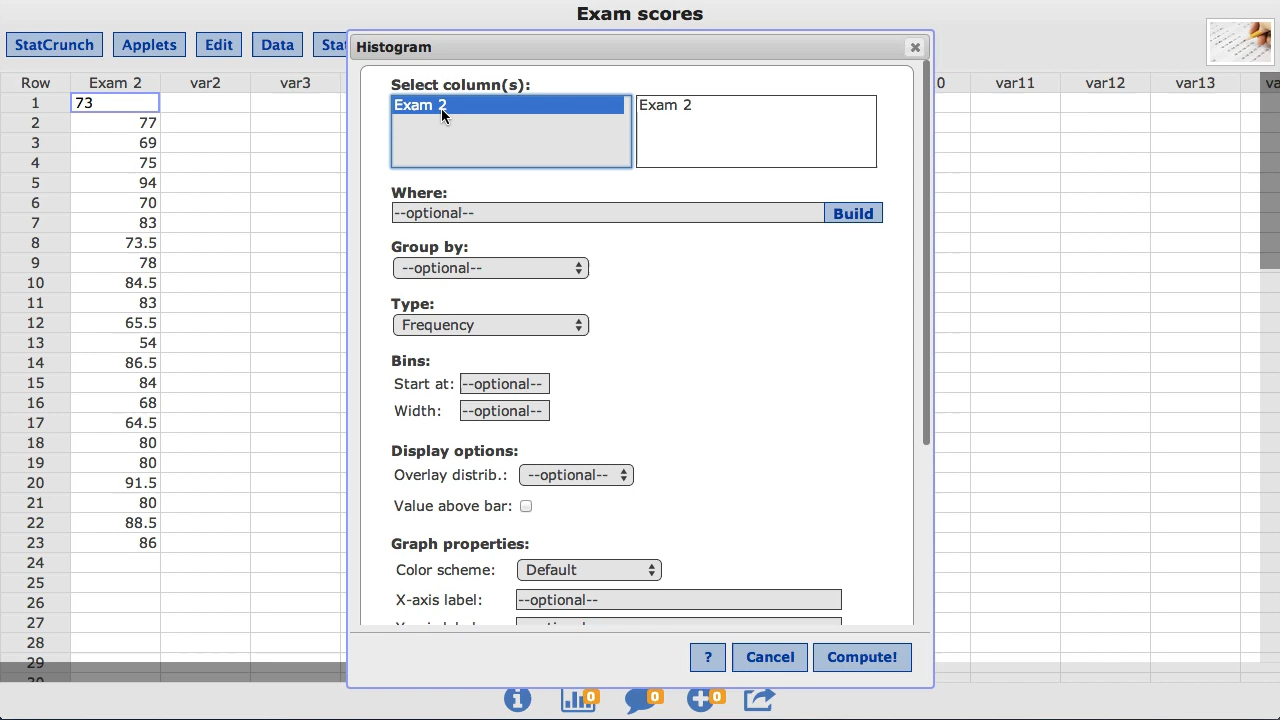 Exam scores
StatCrunch Applets Edit Data Stat
Histogram
Row Exam 2 var2 var3 0 var11 var12 var13 va
1 73
2 77
3 69
4 75
5 94
6 70
7 83
8 73.5
9 78
10 84.5
11 83
12 65.5
13 54
14 86.5
15 84
16 68
17 64.5
18 80
19 80
20 91.5
21 80
22 88.5
23 86
24
25
26
27
28
29
30
Select column(s):
Exam 2 Exam 2
Where:
--optional-- Build
Group by:
--optional--
Type:
Frequency
Bins:
Start at: --optional--
Width: --optional--
Display options:
Overlay distrib.: --optional--
Value above bar:
Graph properties:
Color scheme: Default
X-axis label: --optional--
? Cancel Compute!
0 0 0